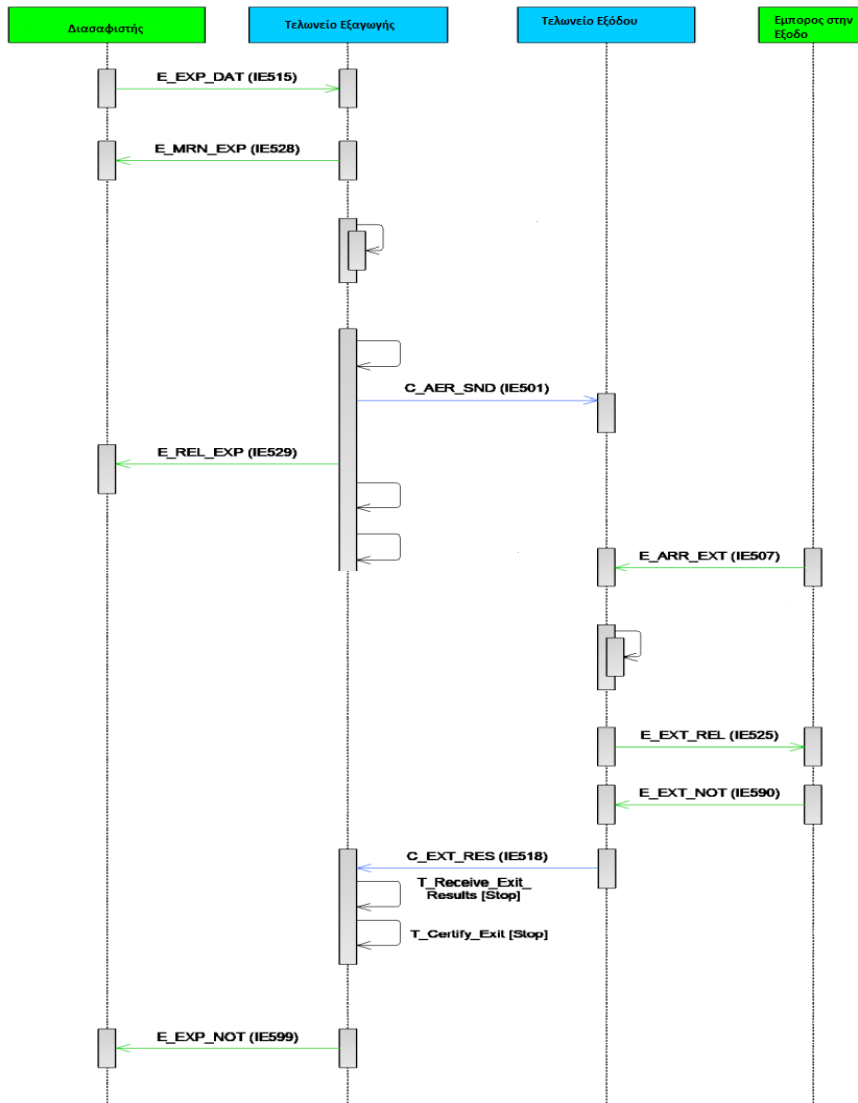 Διασαφιστής
Τελωνείο Εξαγωγής
Τελωνείο Εξόδου
Εμπορος στην
Εξοδο
E_EXP_DAT (IE515)
E_MRN_EXP (IE528)
C_AER_SND (IE501)
E_REL_EXP (IE529)
E_ARR_EXT (IE507)
E_EXT_REL (IE525)
E_EXT_NOT (IE590)
C_EXT_RES (IE518)
T_Receive_Exit_
Results [Stop]
T_Certify_Exit [Stop]
E_EXP_NOT (IE599)